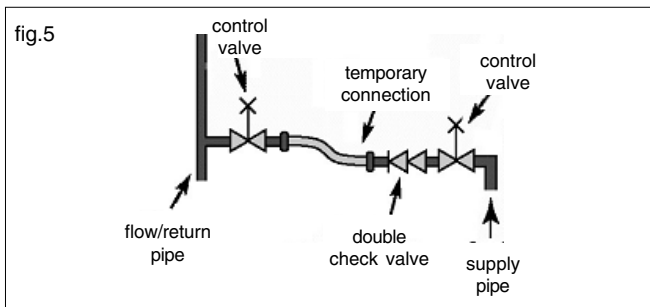 fig.5
control
valve
temporary
connection
control
valve
flow/return
pipe
double
check valve
supply
pipe